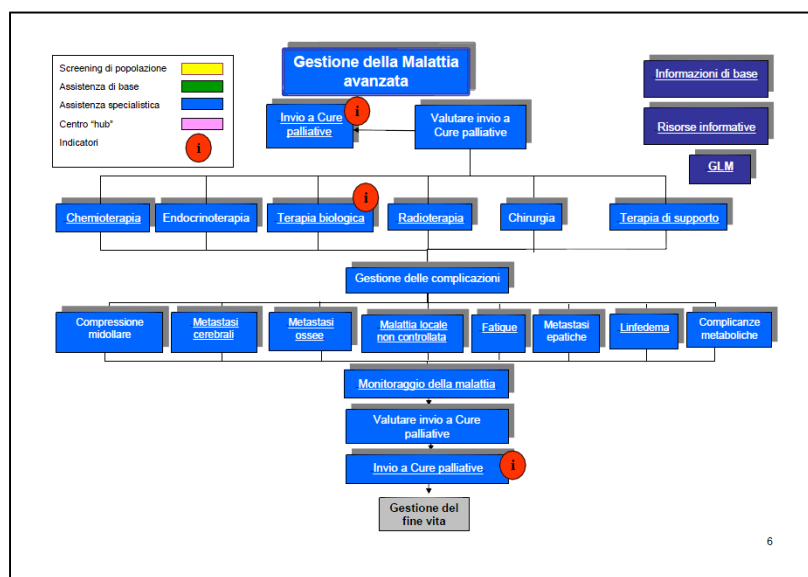 Screening di popolazione
Assistenza di base
Assistenza specialistica
Centro “hub”
Indicatori
i
Gestione della Malattia
avanzata
Informazioni di base
Risorse informative
GLM
Invio a Cure
palliative
i
Valutare invio a
Cure palliative
Chemioterapia
Endocrinoterapia
Terapia biologica
i
Radioterapia
Chirurgia
Terapia di supporto
Gestione delle complicazioni
Compressione
midollare
Metastasi
cerebrali
Metastasi
ossee
Malattia locale
non controllata
Fatigue
Metastasi
epatiche
Linfedema
Complicanze
metaboliche
Monitoraggio della malattia
Valutare invio a Cure
palliative
Invio a Cure palliative
i
Gestione del
fine vita
6